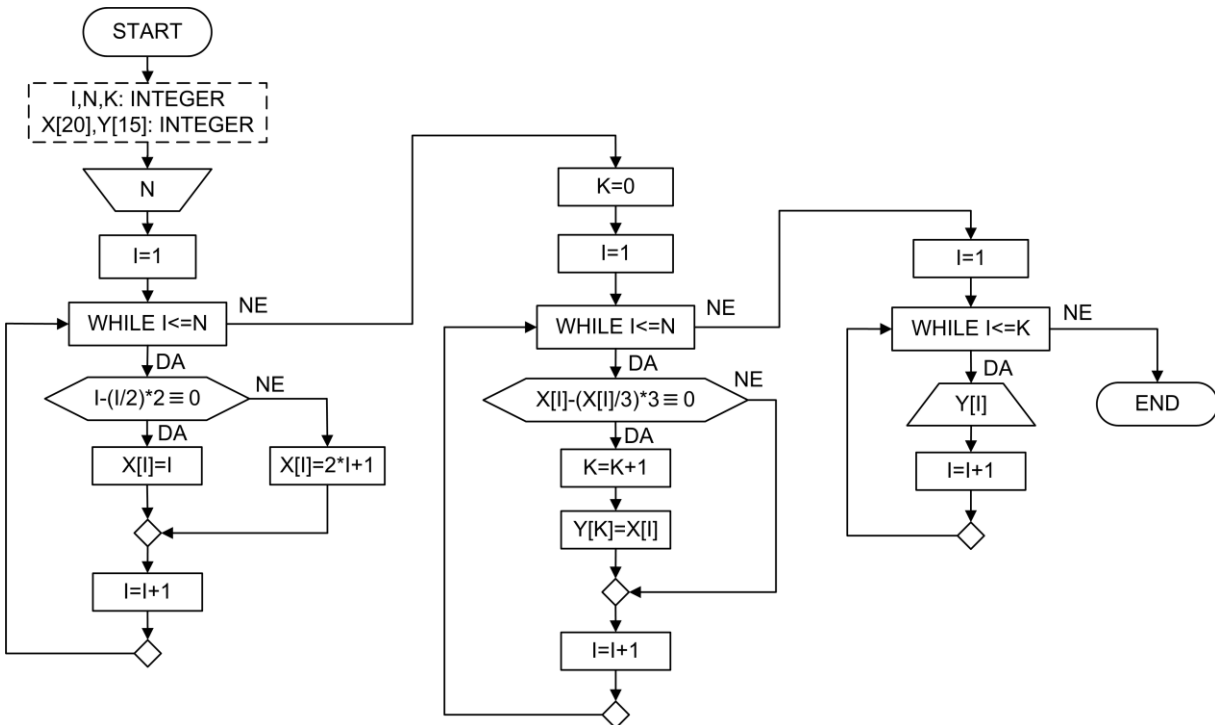 START
I,N,K: INTEGER
X[20],Y[15]: INTEGER
N
I=1
WHILE I<=N
NE
DA
I-(I/2)*2≡0
NE
DA
X[I]=I
X[I]=2*I+1
I=I+1
K=0
I=1
WHILE I<=N
NE
DA
X[I]-(X[I]/3)*3≡0
NE
DA
K=K+1
Y[K]=X[I]
I=I+1
I=1
WHILE I<=K
NE
DA
Y[I]
END
I=I+1